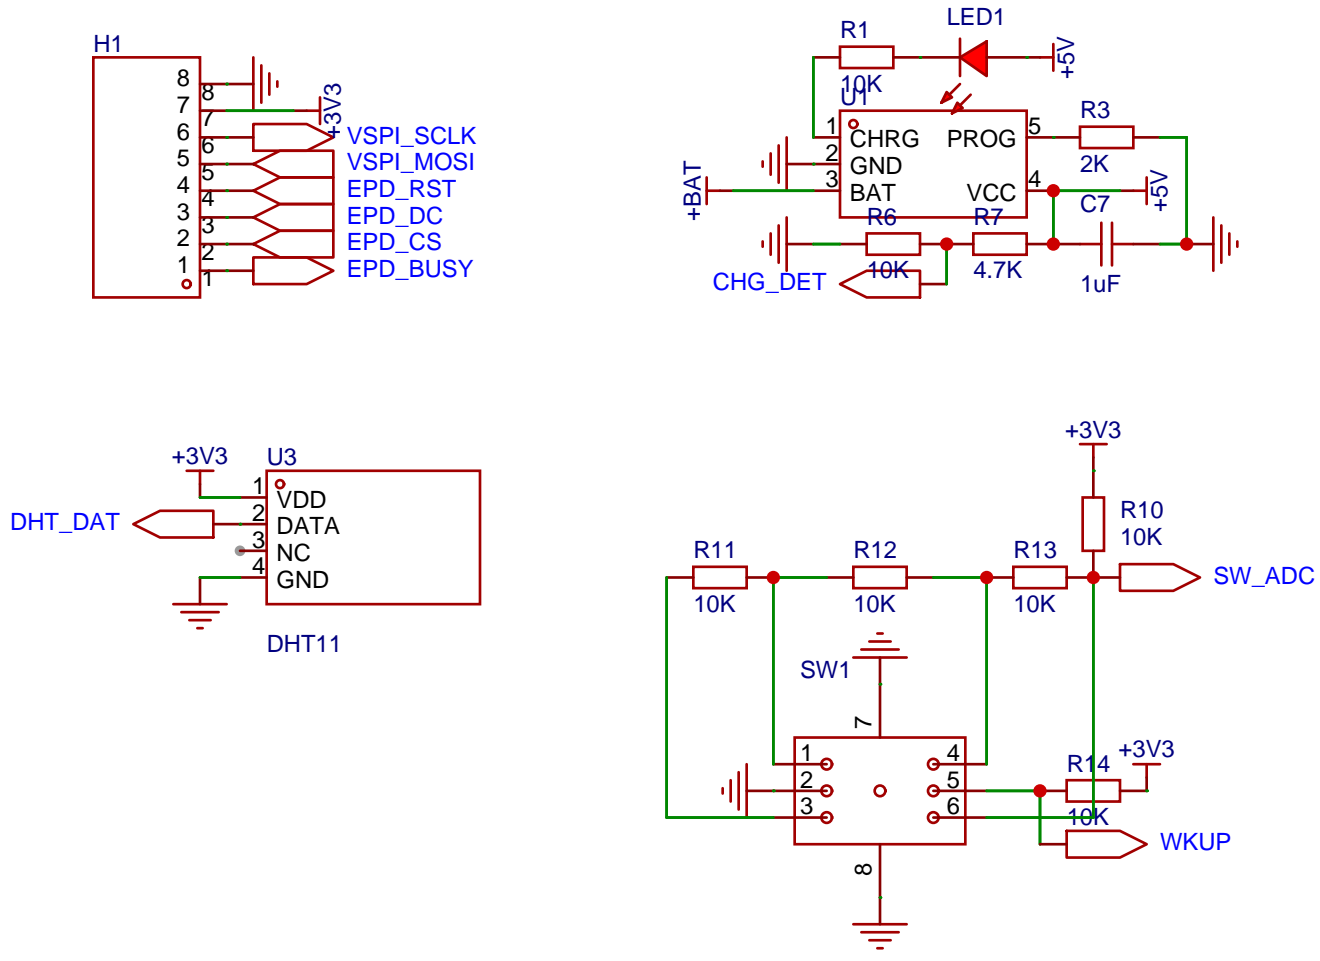 H1
8
8
7
7
+3V3
6
6
VSPI_SCLK
5
5
VSPI_MOSI
4
4
EPD_RST
3
3
EPD_DC
2
2
EPD_CS
1
1
EPD_BUSY
R1
10K
LED1
+5V
U1
1
CHRG
2
GND
3
BAT
PROG
5
VCC
4
+BAT
R3
2K
+5V
C7
1uF
R6
10K
R7
4.7K
CHG_DET
+3V3
U3
1
VDD
DHT_DAT
2
DATA
3
NC
4
GND
DHT11
+3V3
R10
10K
R11
10K
R12
10K
R13
10K
SW_ADC
SW1
7
1
2
3
4
5
6
8
R14
10K
+3V3
WKUP